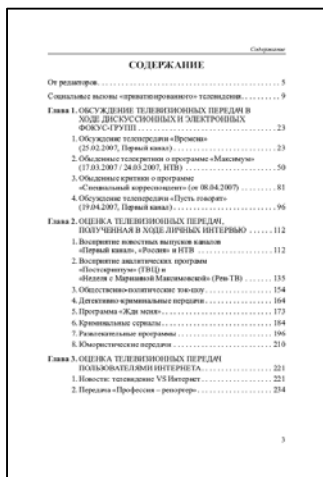 Содержание
СОДЕРЖАНИЕ
От редакторов. . . . . . . . . . . . . . . . . . . . . . 5
Социальные вызовы «приватизированного» телевидения. . . . . . . . . . 9
Глава 1. ОБСУЖДЕНИЕ ТЕЛЕВИЗИОННЫХ ПЕРЕДАЧ В
ХОДЕ ДИСКУССИОННЫХ И ЭЛЕКТРОННЫХ
ФОКУС-ГРУПП . . . . . . . . . . 23
1. Обсуждение телепередачи «Времена»
(25.02.2007, Первый канал) . . . . . . . . . . 23
2. Обыденные телекритики о программе «Максимум»
(17.03.2007 / 24.03.2007, НТВ) . . . . . . . . . . 50
3. Обыденные критики о программе
«Специальный корреспондент» (от 08.04.2007) . . . . . . . 81
4. Обсуждение телепередачи «Пусть говорят»
(19.04.2007, Первый канал) . . . . . . . . . . 96
Глава 2. ОЦЕНКА ТЕЛЕВИЗИОННЫХ ПЕРЕДАЧ,
ПОЛУЧЕННАЯ В ХОДЕ ЛИЧНЫХ ИНТЕРВЬЮ . . . . . . 112
1. Восприятие новостных выпусков каналов
«Первый канал», «Россия» и НТВ . . . . . . . . . . 112
2. Восприятие аналитических программ
«Постскриптум» (ТВЦ) и
«Неделя с Марианной Максимовской» (Рен-ТВ) . . . . . . 135
3. Общественно-политические ток-шоу . . . . . . . . . . 154
4. Детективно-криминальные передачи . . . . . . . . . . 164
5. Программа «Жди меня» . . . . . . . . . . 173
6. Криминальные сериалы . . . . . . . . . . 184
7. Развлекательные программы . . . . . . . . . . 196
8. Юмористические передачи . . . . . . . . . . 210
Глава 3. ОЦЕНКА ТЕЛЕВИЗИОННЫХ ПЕРЕДАЧ
ПОЛЬЗОВАТЕЛЯМИ ИНТЕРНЕТА . . . . . . . . . . 221
1. Новости: телевидение VS Интернет . . . . . . . . . . 221
2. Передача «Профессия – репортер» . . . . . . . . . . 234
3